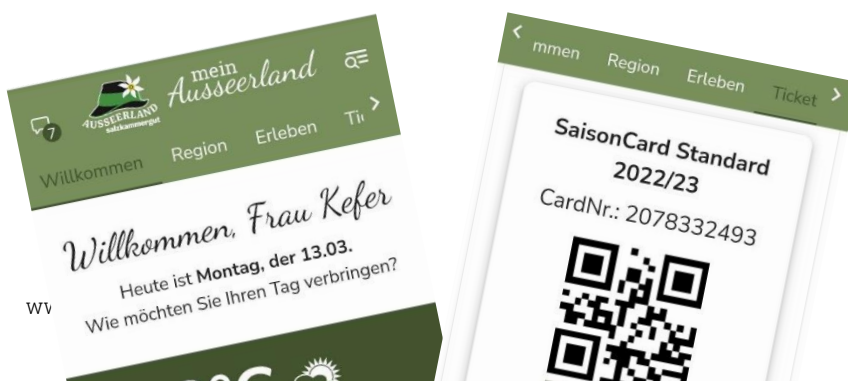 mein
Ausseerland
AUSSEERLAND
salzkammergut
7
Willkommen
Region
Erleben
Willkommen, Frau Kefer
Heute ist Montag, der 13.03.
Wie möchten Sie Ihren Tag verbringen?
mmen
Region
Erleben
Ticket
SaisonCard Standard
2022/23
CardNr.: 2078332493